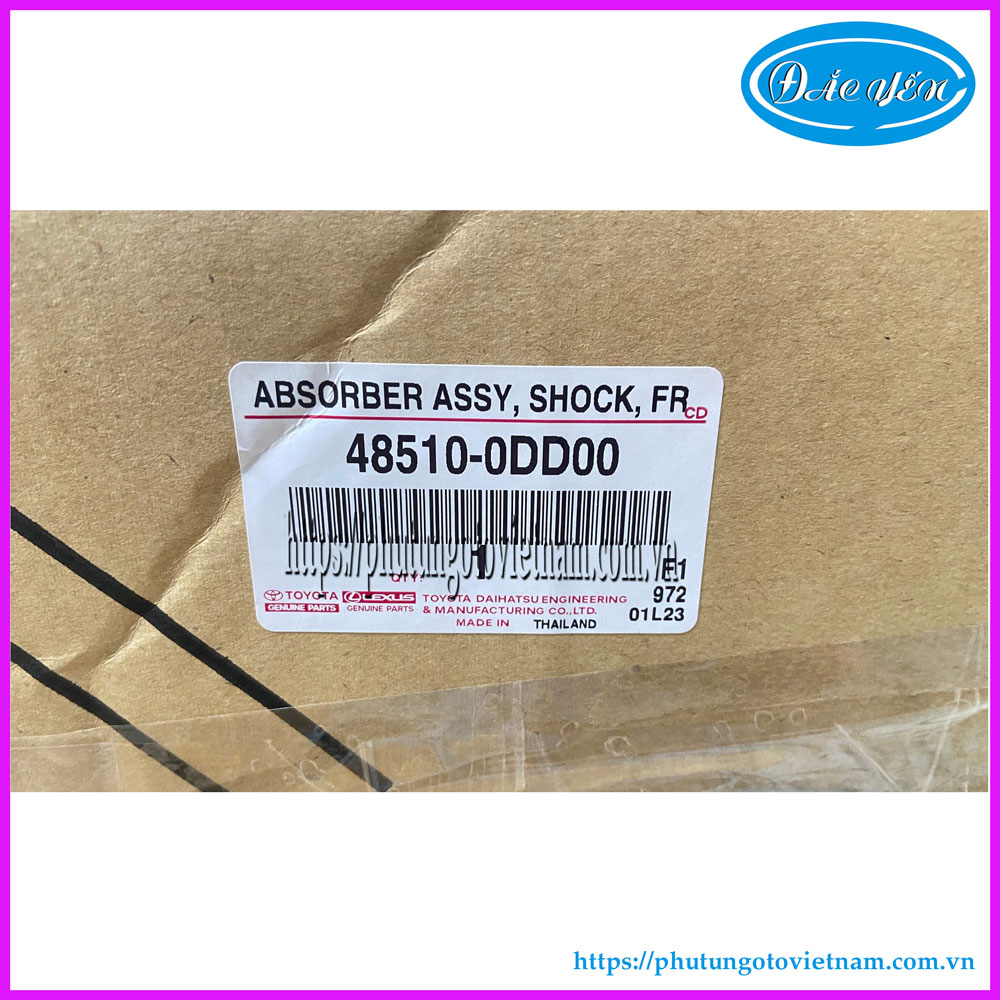 ĐẮC YẾN
ABSORBER ASSY, SHOCK, FR
CD
48510-0DD00
https://phutungotovietnam.com.vn
QTY: 1
E1
TOYOTA LEXUS TOYOTA DAIHATSU ENGINEERING 972
GENUINE PARTS GENUINE PARTS & MANUFACTURING CO.,LTD. 01L23
MADE IN THAILAND
https://phutungotovietnam.com.vn